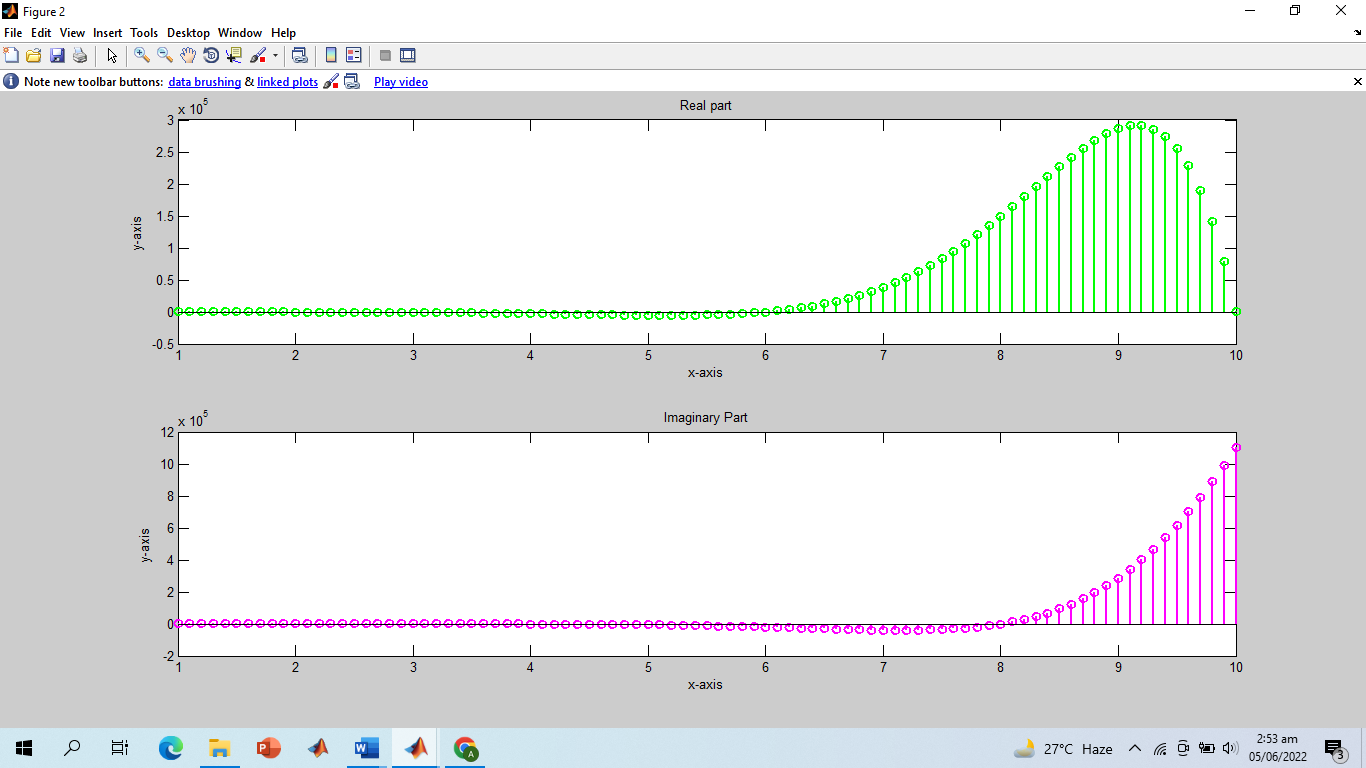 Figure 2
File Edit View Insert Tools Desktop Window Help
Note new toolbar buttons: data brushing & linked plots Play video
x 10^5
Real part
3
2.5
2
1.5
1
0.5
0
-0.5
y-axis
1 2 3 4 5 6 7 8 9 10
x-axis
x 10^5
Imaginary Part
12
10
8
6
4
2
0
-2
y-axis
1 2 3 4 5 6 7 8 9 10
x-axis
P W A
27°C Haze
2:53 am
05/06/2022
3